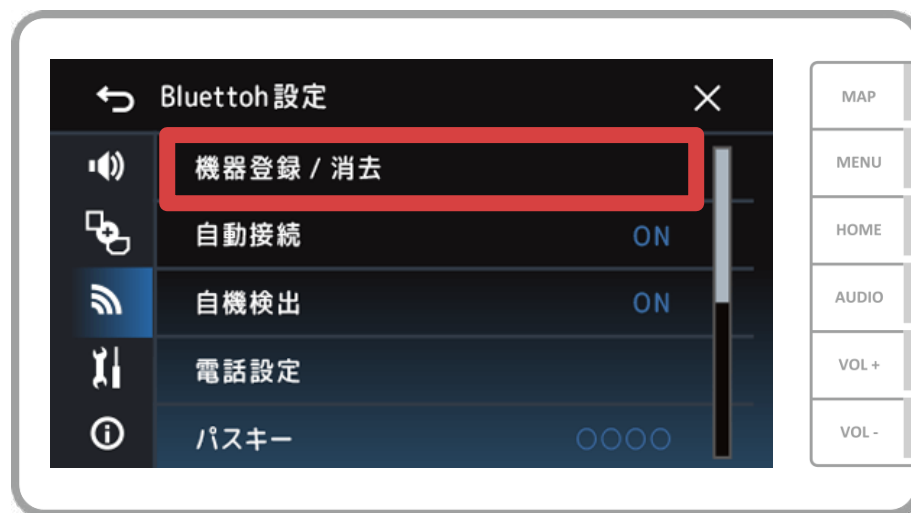 Bluettoh設定
機器登録 / 消去
自動接続 ON
自機検出 ON
電話設定
パスキー ○○○○
MAP
MENU
HOME
AUDIO
VOL +
VOL -